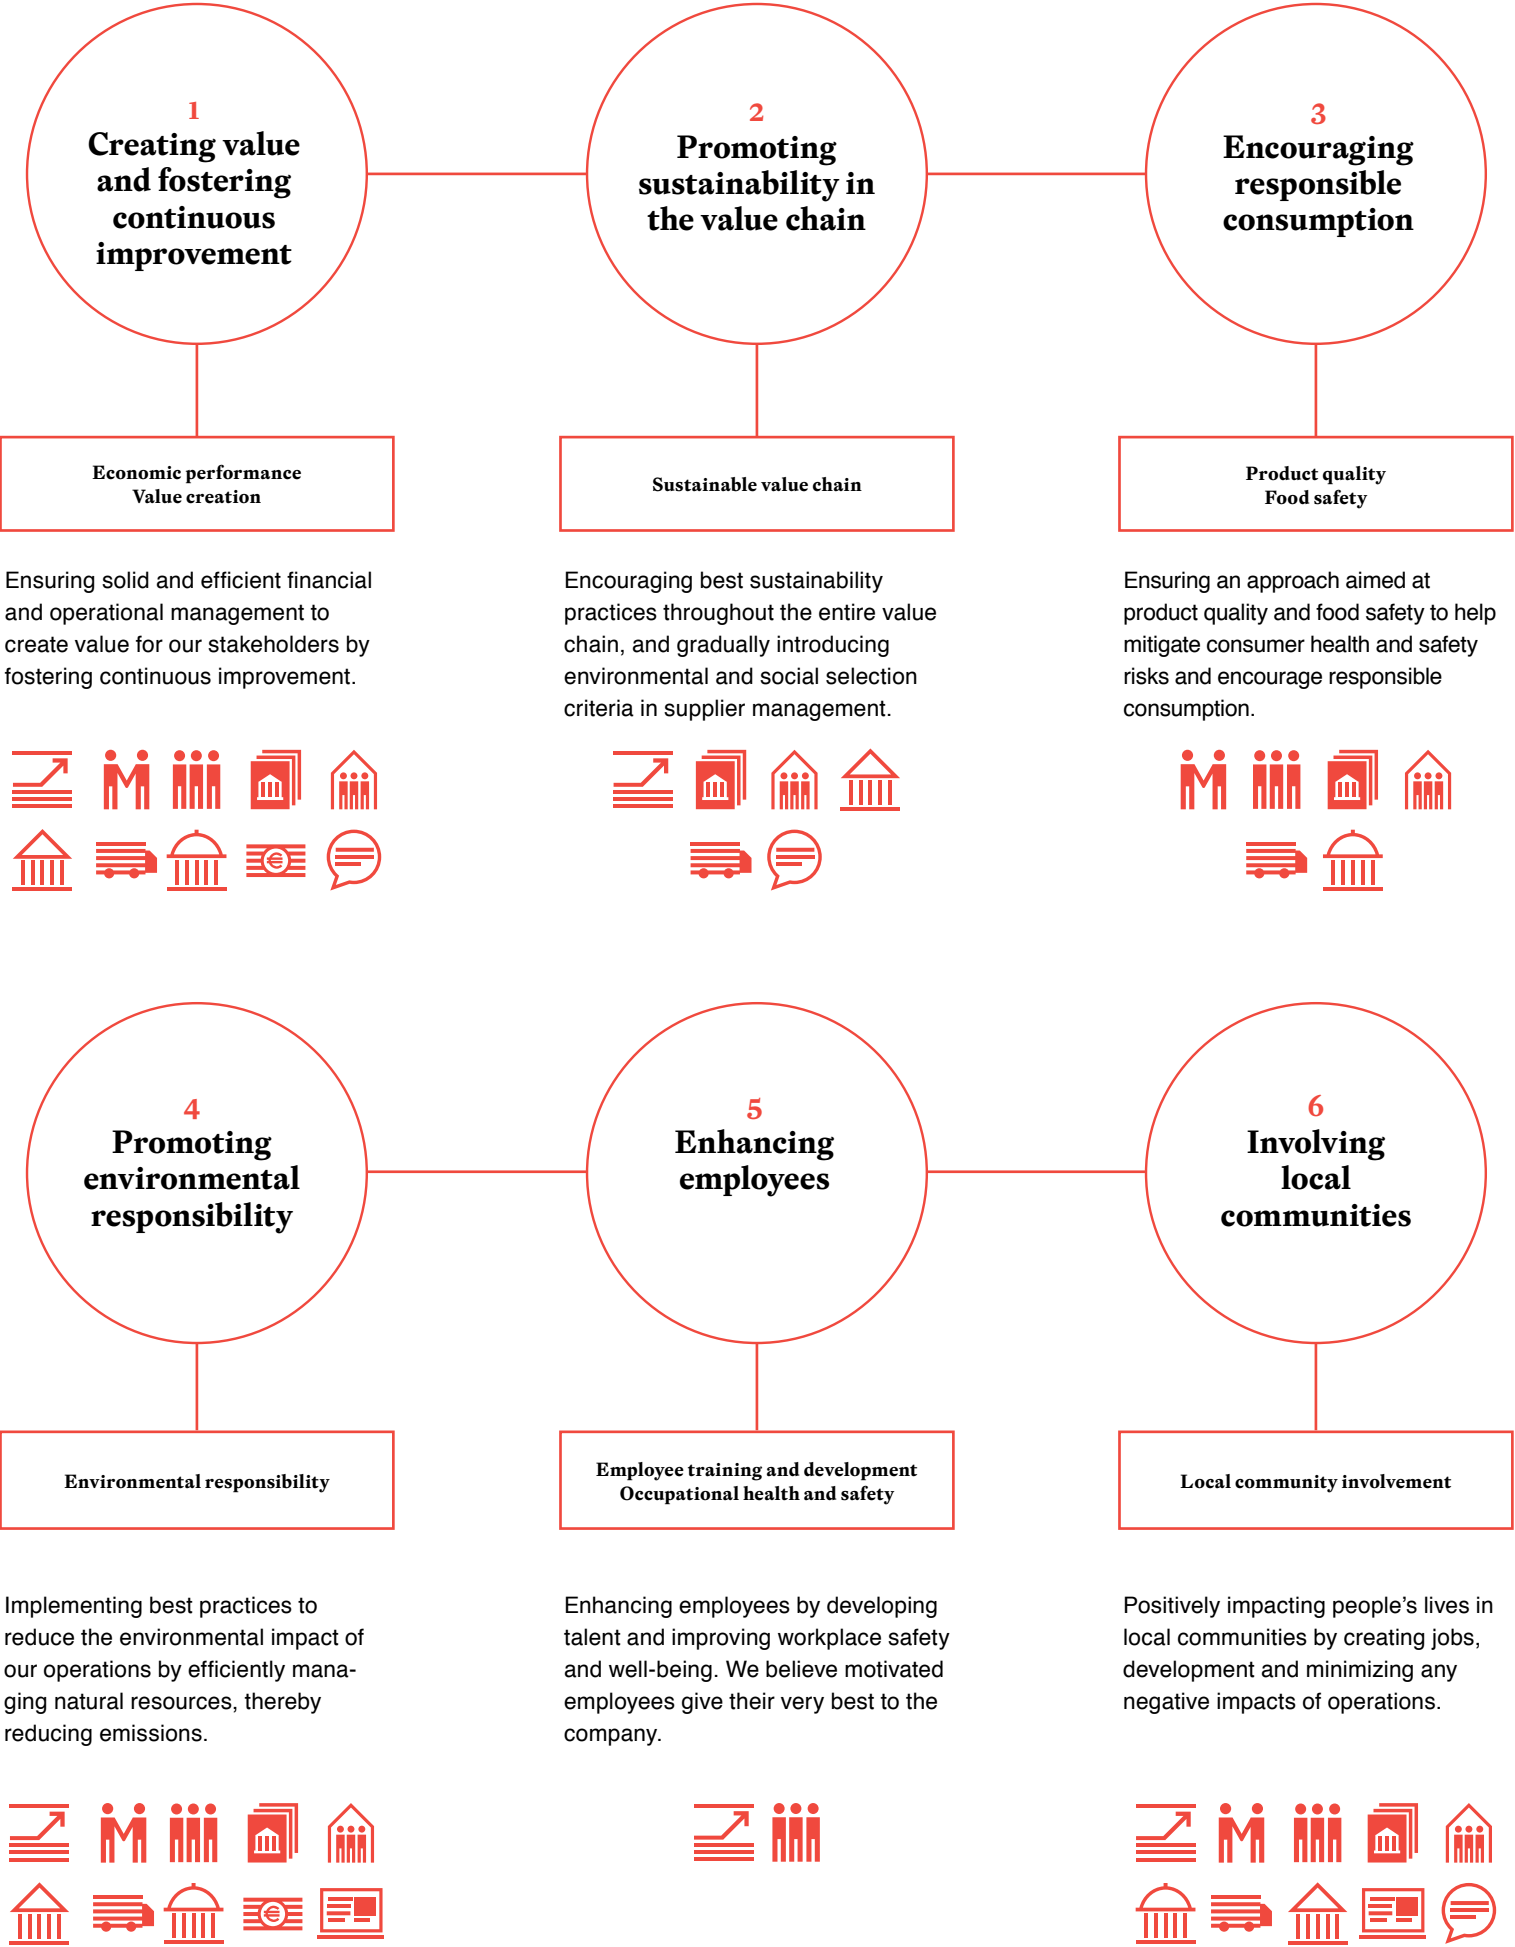 1
Creating value
and fostering
continuous
improvement
2
Promoting
sustainability in
the value chain
3
Encouraging
responsible
consumption
Economic performance
Value creation
Sustainable value chain
Product quality
Food safety
Ensuring solid and efficient financial
and operational management to
create value for our stakeholders by
fostering continuous improvement.
Encouraging best sustainability
practices throughout the entire value
chain, and gradually introducing
environmental and social selection
criteria in supplier management.
Ensuring an approach aimed at
product quality and food safety to help
mitigate consumer health and safety
risks and encourage responsible
consumption.
€
4
Promoting
environmental
responsibility
5
Enhancing
employees
6
Involving
local
communities
Environmental responsibility
Employee training and development
Occupational health and safety
Local community involvement
Implementing best practices to
reduce the environmental impact of
our operations by efficiently mana-
ging natural resources, thereby
reducing emissions.
Enhancing employees by developing
talent and improving workplace safety
and well-being. We believe motivated
employees give their very best to the
company.
Positively impacting people’s lives in
local communities by creating jobs,
development and minimizing any
negative impacts of operations.
€